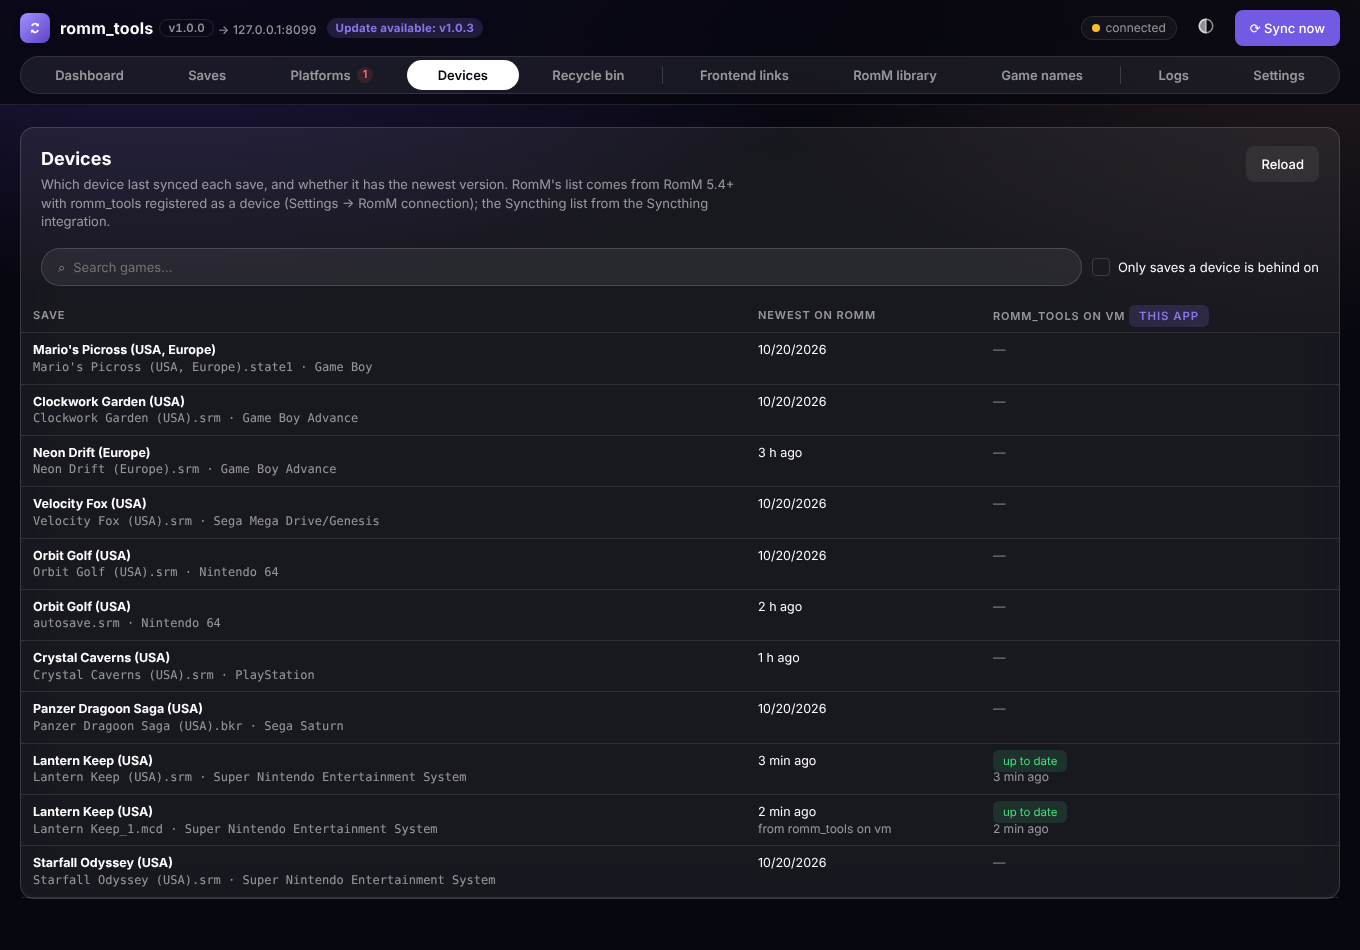 romm_tools v1.0.0 → 127.0.0.1:8099 Update available: v1.0.3 connected ⟳ Sync now
Dashboard Saves Platforms 1 Devices Recycle bin Frontend links RomM library Game names Logs Settings
Devices
Reload
Which device last synced each save, and whether it has the newest version. RomM's list comes from RomM 5.4+
with romm_tools registered as a device (Settings → RomM connection); the Syncthing list from the Syncthing
integration.
Search games... Only saves a device is behind on
SAVE NEWEST ON ROMM ROMM_TOOLS ON VM THIS APP
Mario's Picross (USA, Europe) 10/20/2026 —
Mario's Picross (USA, Europe).state1 · Game Boy
Clockwork Garden (USA) 10/20/2026 —
Clockwork Garden (USA).srm · Game Boy Advance
Neon Drift (Europe) 3 h ago —
Neon Drift (Europe).srm · Game Boy Advance
Velocity Fox (USA) 10/20/2026 —
Velocity Fox (USA).srm · Sega Mega Drive/Genesis
Orbit Golf (USA) 10/20/2026 —
Orbit Golf (USA).srm · Nintendo 64
Orbit Golf (USA) 2 h ago —
autosave.srm · Nintendo 64
Crystal Caverns (USA) 1 h ago —
Crystal Caverns (USA).srm · PlayStation
Panzer Dragoon Saga (USA) 10/20/2026 —
Panzer Dragoon Saga (USA).bkr · Sega Saturn
Lantern Keep (USA) 3 min ago up to date
Lantern Keep (USA).srm · Super Nintendo Entertainment System 3 min ago
Lantern Keep (USA) 2 min ago up to date
Lantern Keep_1.mcd · Super Nintendo Entertainment System from romm_tools on vm 2 min ago
Starfall Odyssey (USA) 10/20/2026 —
Starfall Odyssey (USA).srm · Super Nintendo Entertainment System